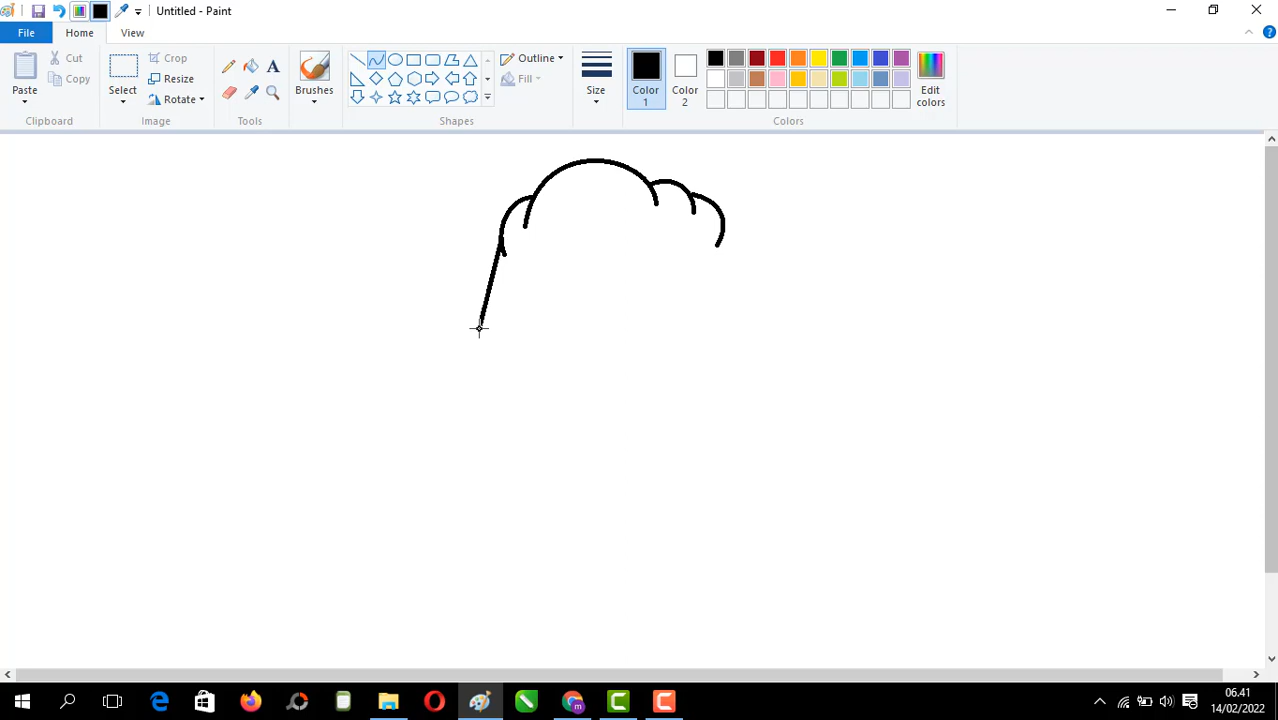 Untitled - Paint
File
Home
View
Paste
Cut
Copy
Clipboard
Select
Crop
Resize
Rotate
Image
A
Tools
Brushes
Outline
Fill
Shapes
Size
Color
1
Color
2
Edit
colors
Colors
06.41
14/02/2022